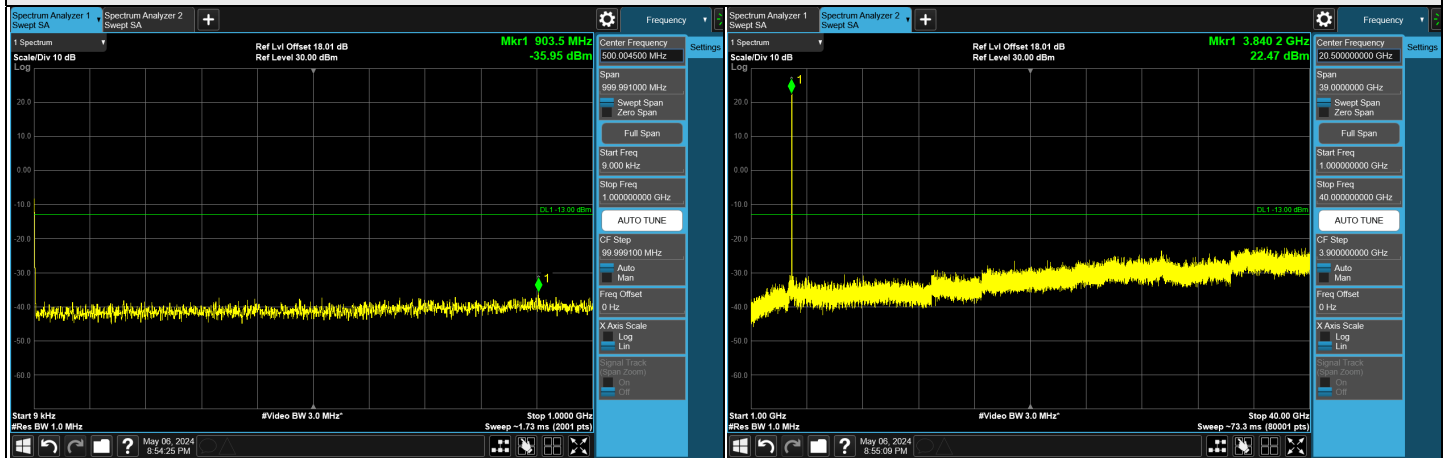 Spectrum Analyzer 1
Swept SA
Spectrum Analyzer 2
Swept SA
+
Frequency
1 Spectrum
Scale/Div 10 dB
Log
Ref Lvl Offset 18.01 dB
Ref Level 30.00 dBm
Mkr1 903.5 MHz
-35.95 dBm
20.0
10.0
0.00
-10.0
-20.0
-30.0
-40.0
-50.0
-60.0
DL1 -13.00 dBm
1
Start 9 kHz
#Res BW 1.0 MHz
#Video BW 3.0 MHz*
Stop 1.0000 GHz
Sweep ~1.73 ms (2001 pts)
Center Frequency
500.004500 MHz
Span
999.991000 MHz
Swept Span
Zero Span
Full Span
Start Freq
9.000 kHz
Stop Freq
1.000000000 GHz
AUTO TUNE
CF Step
99.999100 MHz
Auto
Man
Freq Offset
0 Hz
X Axis Scale
Log
Lin
Signal Track
(Span Zoom)
On
Off
Settings
?
May 06, 2024
8:54:25 PM
Spectrum Analyzer 1
Swept SA
Spectrum Analyzer 2
Swept SA
+
Frequency
1 Spectrum
Scale/Div 10 dB
Log
Ref Lvl Offset 18.01 dB
Ref Level 30.00 dBm
Mkr1 3.840 2 GHz
22.47 dBm
20.0
10.0
0.00
-10.0
-20.0
-30.0
-40.0
-50.0
-60.0
DL1 -13.00 dBm
1
Start 1.00 GHz
#Res BW 1.0 MHz
#Video BW 3.0 MHz*
Stop 40.00 GHz
Sweep ~73.3 ms (80001 pts)
Center Frequency
20.50000000 GHz
Span
39.0000000 GHz
Swept Span
Zero Span
Full Span
Start Freq
1.000000000 GHz
Stop Freq
40.00000000 GHz
AUTO TUNE
CF Step
3.90000000 GHz
Auto
Man
Freq Offset
0 Hz
X Axis Scale
Log
Lin
Signal Track
(Span Zoom)
On
Off
Settings
?
May 06, 2024
8:55:09 PM